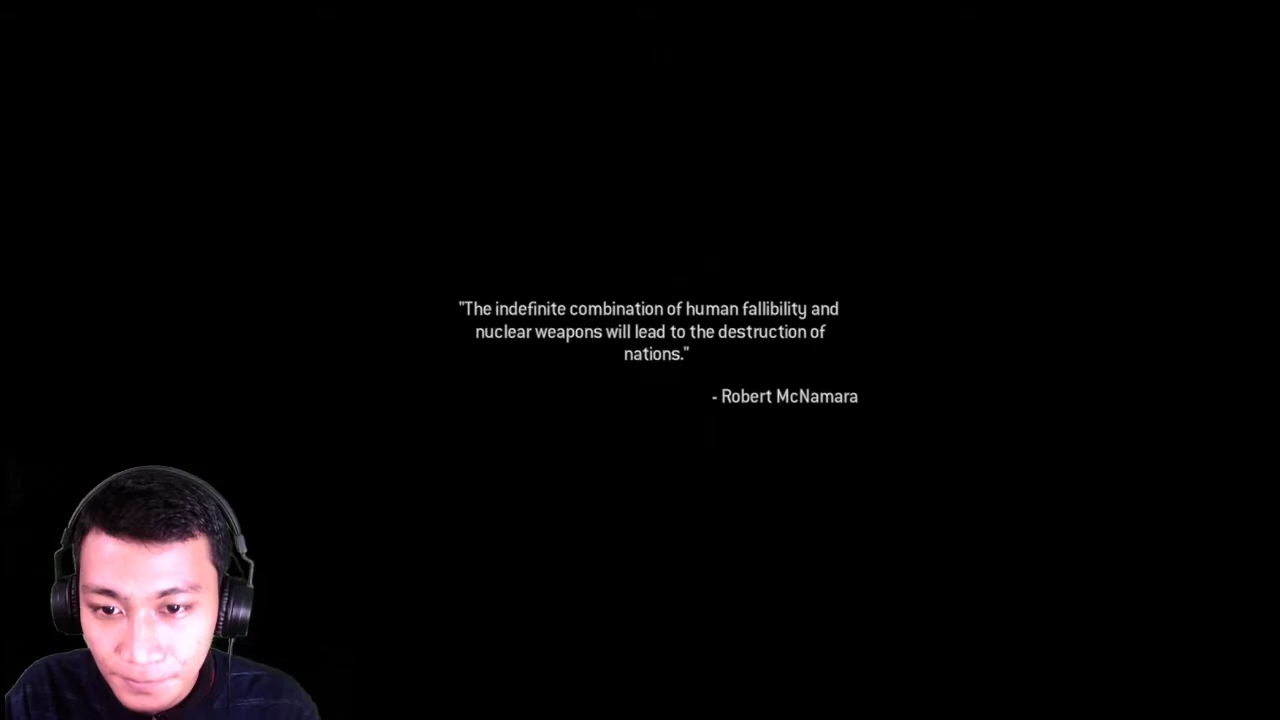 "The indefinite combination of human fallibility and
nuclear weapons will lead to the destruction of
nations."
- Robert McNamara